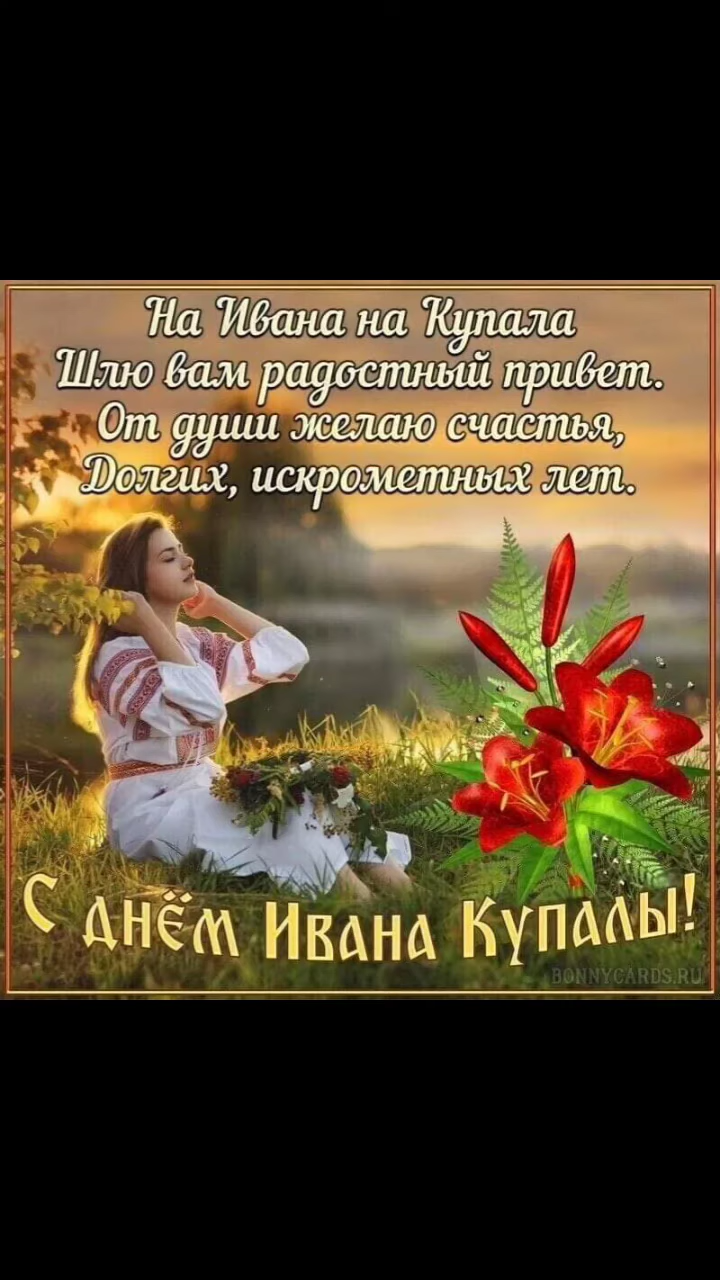 На Ивана на Купала
Шлю вам радостный привет.
От души желаю счастья,
Долгих, искрометных лет.
С днём Ивана Купалы!
BONNYCARDS.RU